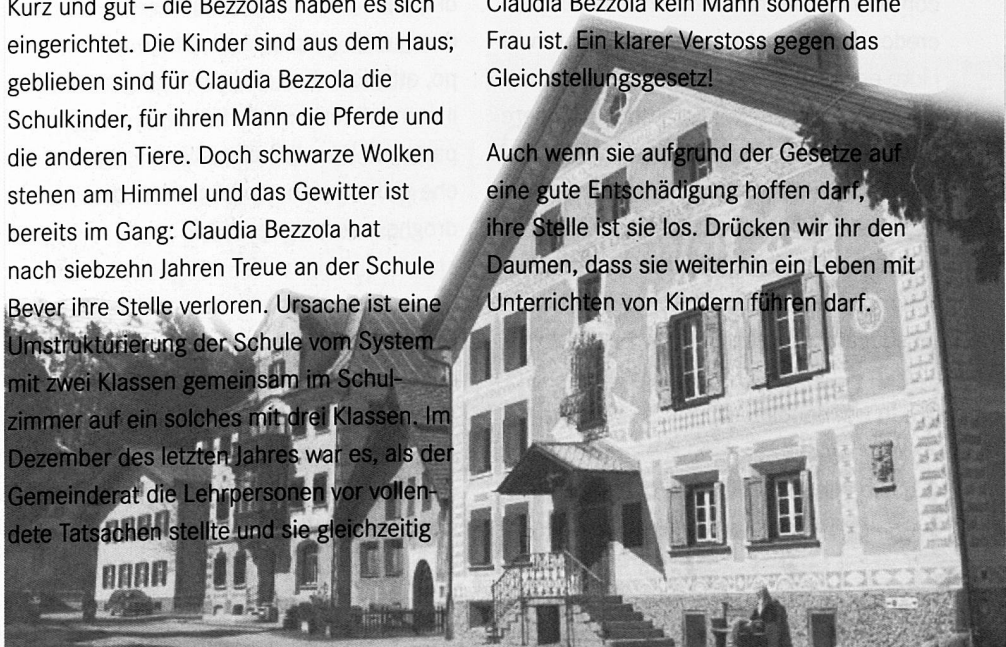 Kurz und gut – die Bezzolas haben es sich
eingerichtet. Die Kinder sind aus dem Haus;
geblieben sind für Claudia Bezzola die
Schulkinder, für ihren Mann die Pferde und
die anderen Tiere. Doch schwarze Wolken
stehen am Himmel und das Gewitter ist
bereits im Gang: Claudia Bezzola hat
nach siebzehn Jahren Treue an der Schule
Bever ihre Stelle verloren. Ursache ist eine
Umstrukturierung der Schule vom System
mit zwei Klassen gemeinsam im Schul-
zimmer auf ein solches mit drei Klassen. Im
Dezember des letzten Jahres war es, als der
Gemeinderat die Lehrpersonen vor vollen-
dete Tatsachen stellte und sie gleichzeitig
Claudia Bezzola kein Mann sondern eine
Frau ist. Ein klarer Verstoss gegen das
Gleichstellungsgesetz!
Auch wenn sie aufgrund der Gesetze auf
eine gute Entschädigung hoffen darf,
ihre Stelle ist sie los. Drücken wir ihr den
Daumen, dass sie weiterhin ein Leben mit
Unterrichten von Kindern führen darf.